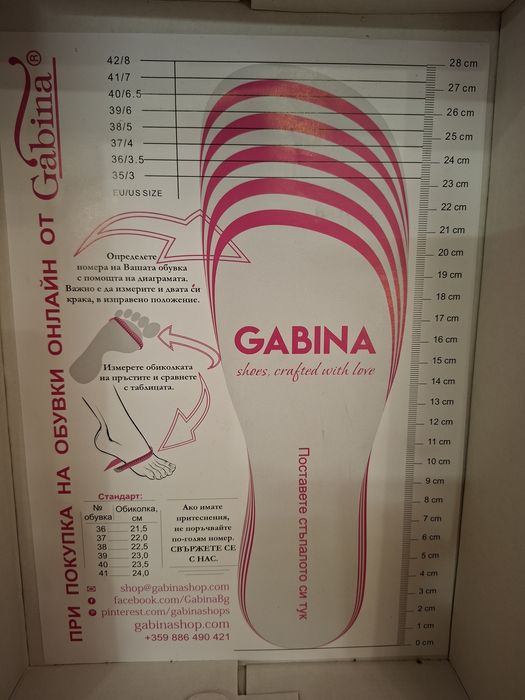 ПРИ ПОКУПКА НА ОБУВКИ ОНЛАЙН ОТ Gabina®
42/8
41/7
40/6.5
39/6
38/5
37/4
36/3.5
35/3
EU/US SIZE
Определете
номера на Вашата обувка
с помощта на диаграмата.
Важно е да измерите и двата си
крака, в изправено положение.
Измерете обиколката
на пръстите и сравнете
с таблицата.
Стандарт:
№ обувка Обиколка, см
36 21,5
37 22,0
38 22,5
39 23,0
40 23,5
41 24,0
Ако имате
притеснения,
не поръчвайте
по-голям номер.
СВЪРЖЕТЕ СЕ
С НАС.
shop@gabinashop.com
facebook.com/GabinaBg
pinterest.com/gabinashops
gabinashop.com
+359 886 490 421
GABINA
shoes, crafted with love
Поставете стъпалото си тук
28 cm
27 cm
26 cm
25 cm
24 cm
23 cm
22 cm
21 cm
20 cm
19 cm
18 cm
17 cm
16 cm
15 cm
14 cm
13 cm
12 cm
11 cm
10 cm
9 cm
8 cm
7 cm
6 cm
5 cm
4 cm
3 cm
2 cm
1 cm
0 cm